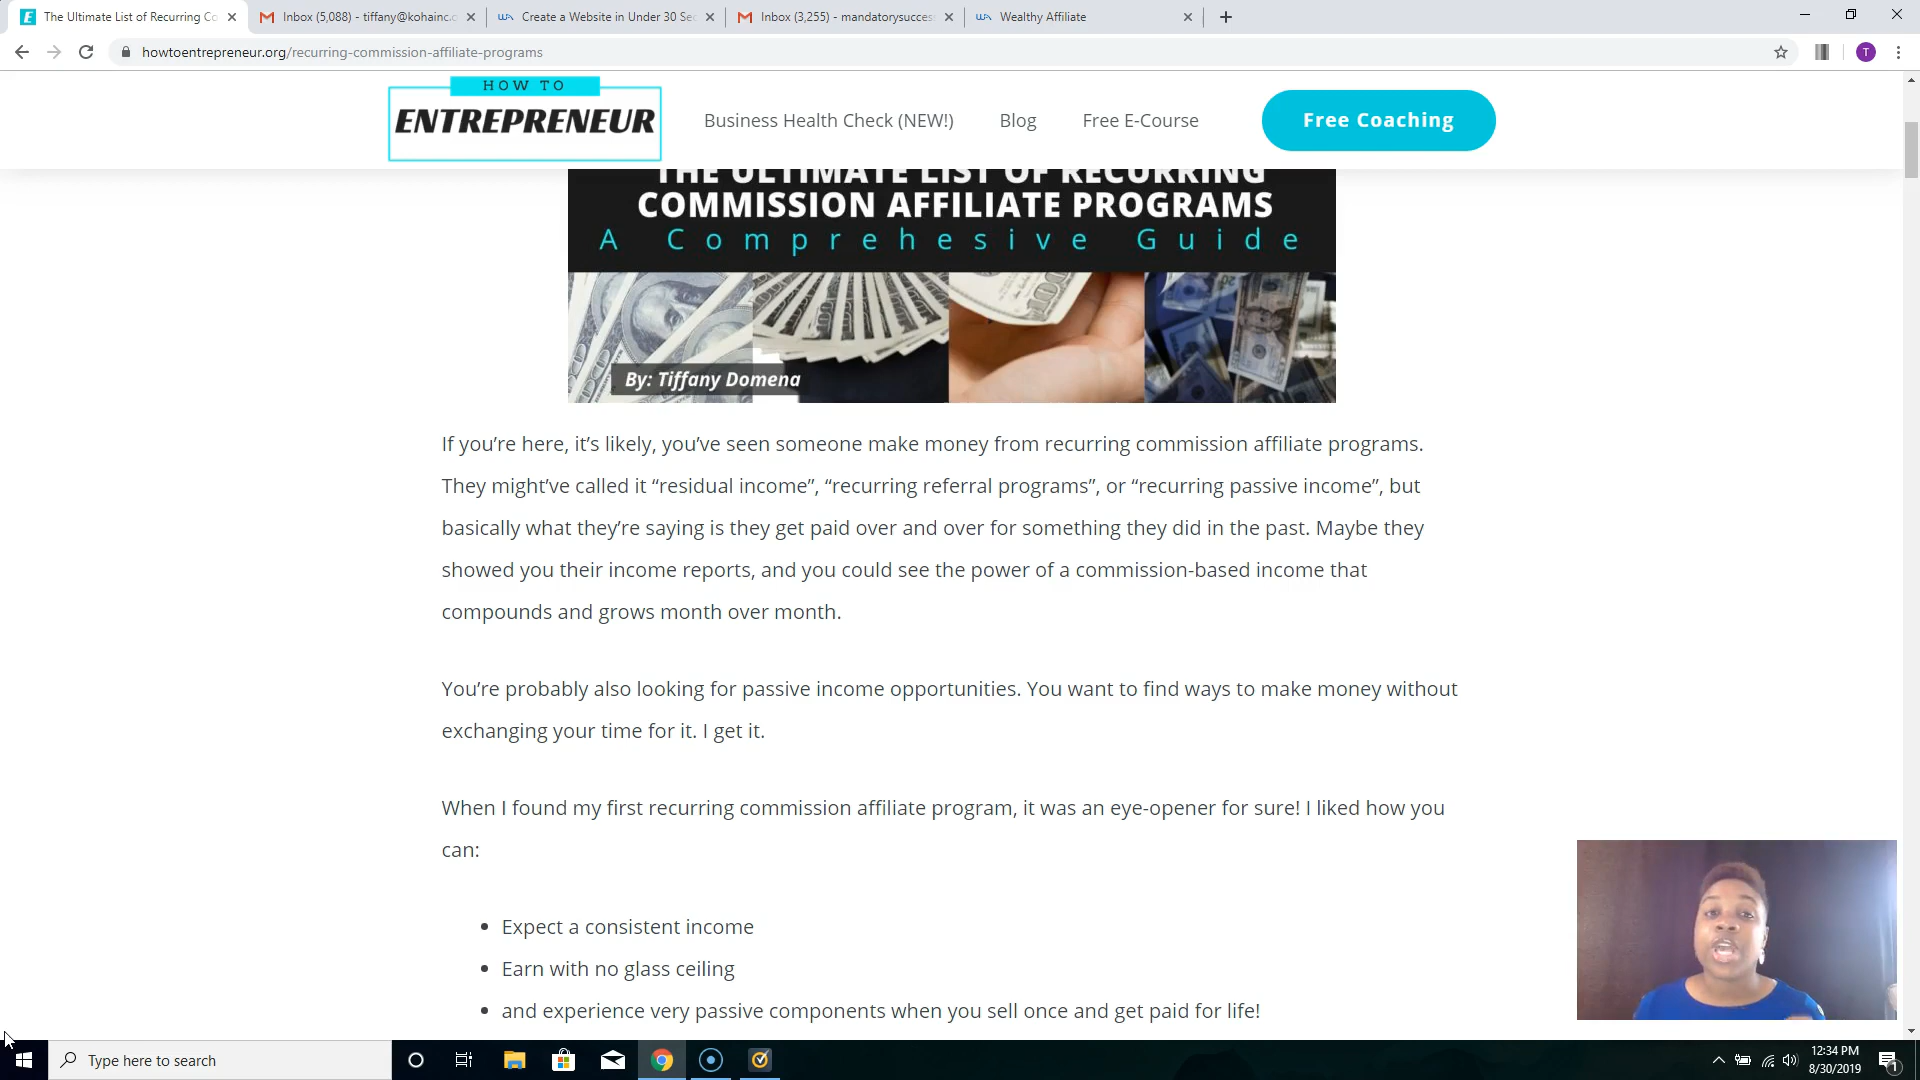 The Ultimate List of Recurring Co
Inbox (5,088) - tiffany@kohainc.c
Create a Website in Under 30 Sec
Inbox (3,255) - mandatorysuccess
Wealthy Affiliate
howtoentrepreneur.org/recurring-commission-affiliate-programs
T
HOW TO
ENTREPRENEUR
Business Health Check (NEW!)
Blog
Free E-Course
Free Coaching
THE ULTIMATE LIST OF RECURRING
COMMISSION AFFILIATE PROGRAMS
A Comprehesive Guide
By: Tiffany Domena
If you’re here, it’s likely, you’ve seen someone make money from recurring commission affiliate programs.
They might’ve called it “residual income”, “recurring referral programs”, or “recurring passive income”, but
basically what they’re saying is they get paid over and over for something they did in the past. Maybe they
showed you their income reports, and you could see the power of a commission-based income that
compounds and grows month over month.
You’re probably also looking for passive income opportunities. You want to find ways to make money without
exchanging your time for it. I get it.
When I found my first recurring commission affiliate program, it was an eye-opener for sure! I liked how you
can:
• Expect a consistent income
• Earn with no glass ceiling
• and experience very passive components when you sell once and get paid for life!
Type here to search
12:34 PM
8/30/2019
1